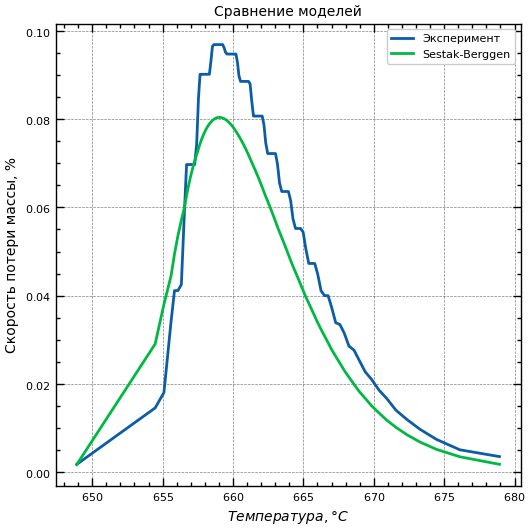 Сравнение моделей
Эксперимент
Sestak-Berggen
Скорость потери массы, %
0.10
0.08
0.06
0.04
0.02
0.00
650 655 660 665 670 675 680
Температура, °C